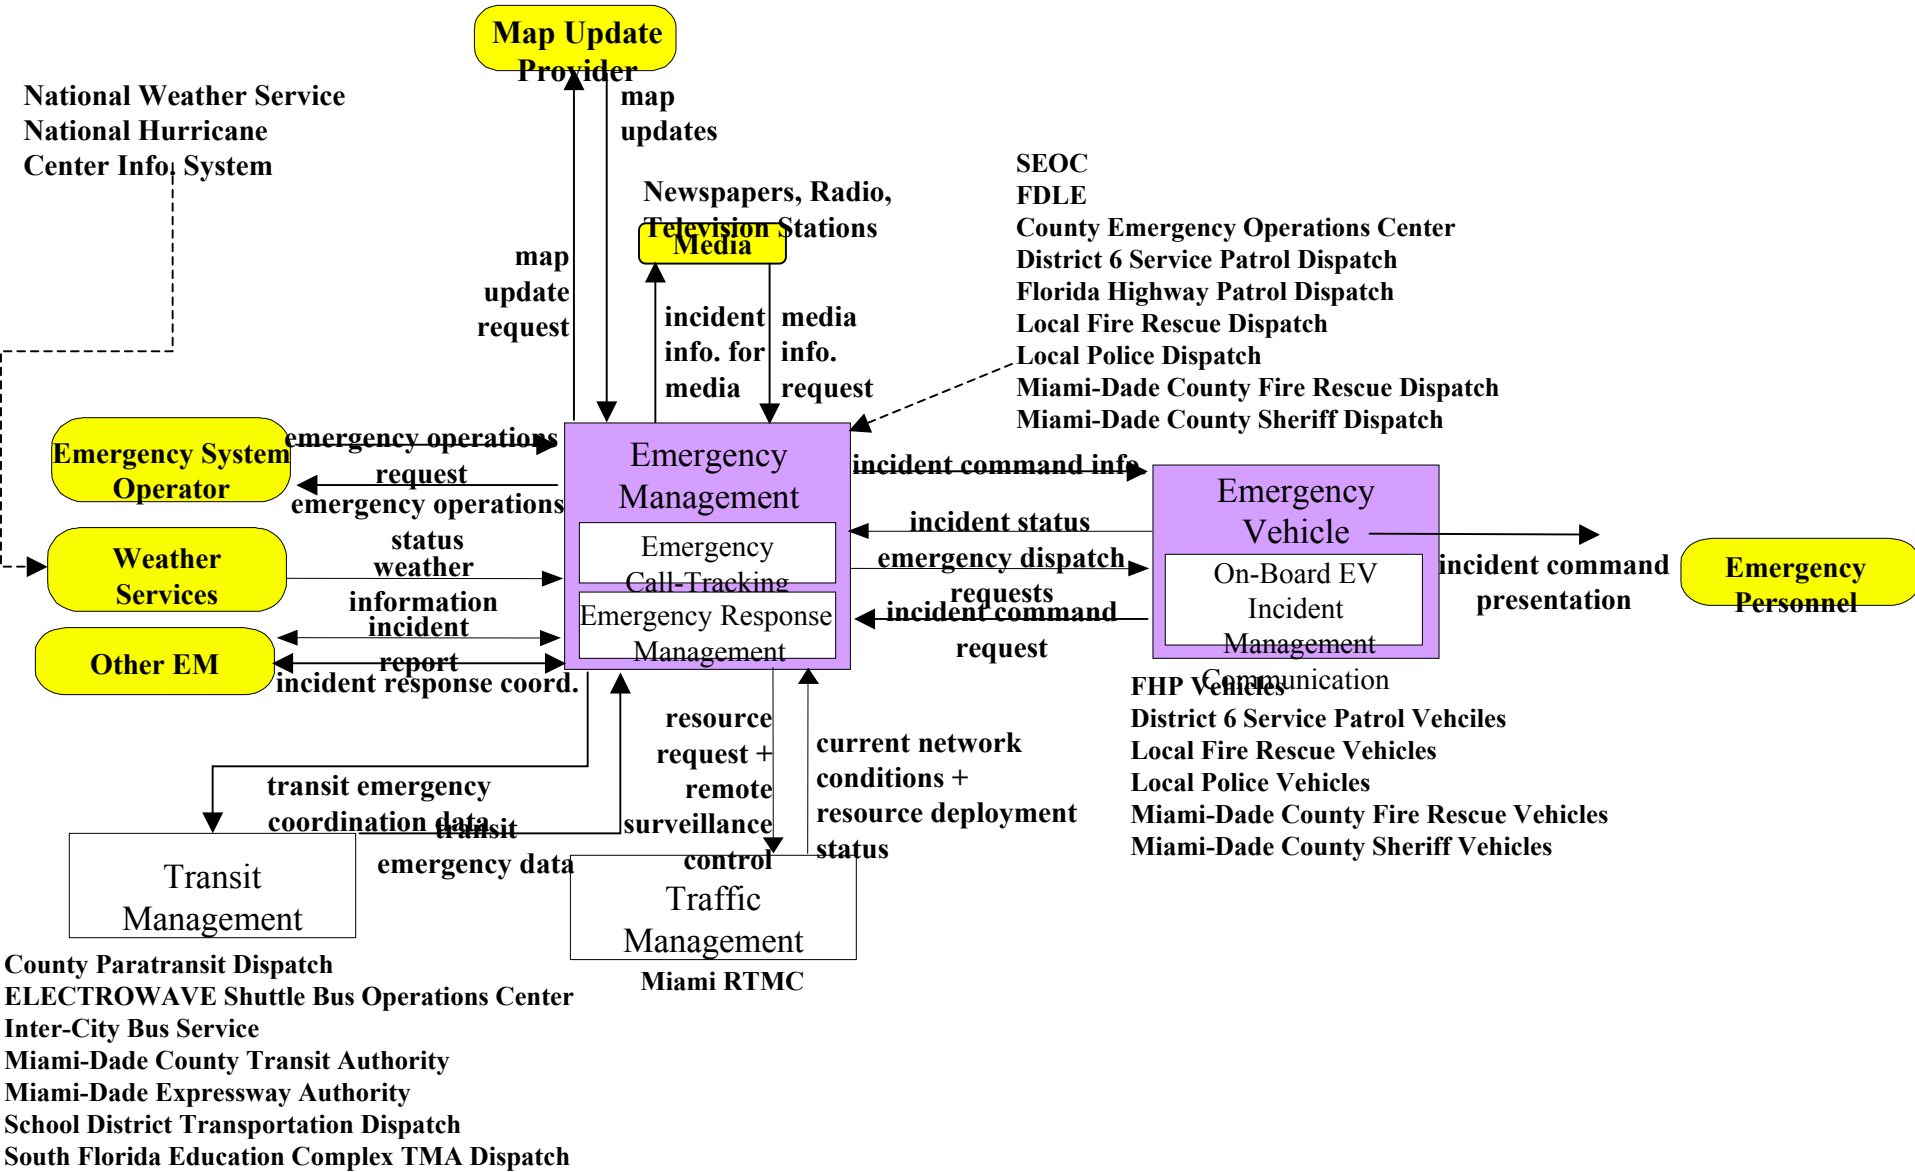 Map Update
Provider
National Weather Service
National Hurricane
Center Info. System
map
updates
Newspapers, Radio,
Television Stations
Media
SEOC
FDLE
County Emergency Operations Center
District 6 Service Patrol Dispatch
Florida Highway Patrol Dispatch
Local Fire Rescue Dispatch
Local Police Dispatch
Miami-Dade County Fire Rescue Dispatch
Miami-Dade County Sheriff Dispatch
map
update
request
incident
info. for
media
media
info.
request
Emergency System
Operator
emergency operations
request
emergency operations
status
Weather
Services
weather
information
Other EM
incident
report
incident response coord.
Emergency
Management
Emergency
Call-Tracking
Emergency Response
Management
incident command info.
incident status
emergency dispatch
requests
incident command
request
Emergency
Vehicle
On-Board EV
Incident
Management
Communication
incident command
presentation
Emergency
Personnel
FHP Vehicles
District 6 Service Patrol Vehciles
Local Fire Rescue Vehicles
Local Police Vehicles
Miami-Dade County Fire Rescue Vehicles
Miami-Dade County Sheriff Vehicles
transit emergency
coordination data
transit
emergency data
resource
request +
remote
surveillance
control
current network
conditions +
resource deployment
status
Transit
Management
Traffic
Management
Miami RTMC
County Paratransit Dispatch
ELECTROWAVE Shuttle Bus Operations Center
Inter-City Bus Service
Miami-Dade County Transit Authority
Miami-Dade Expressway Authority
School District Transportation Dispatch
South Florida Education Complex TMA Dispatch